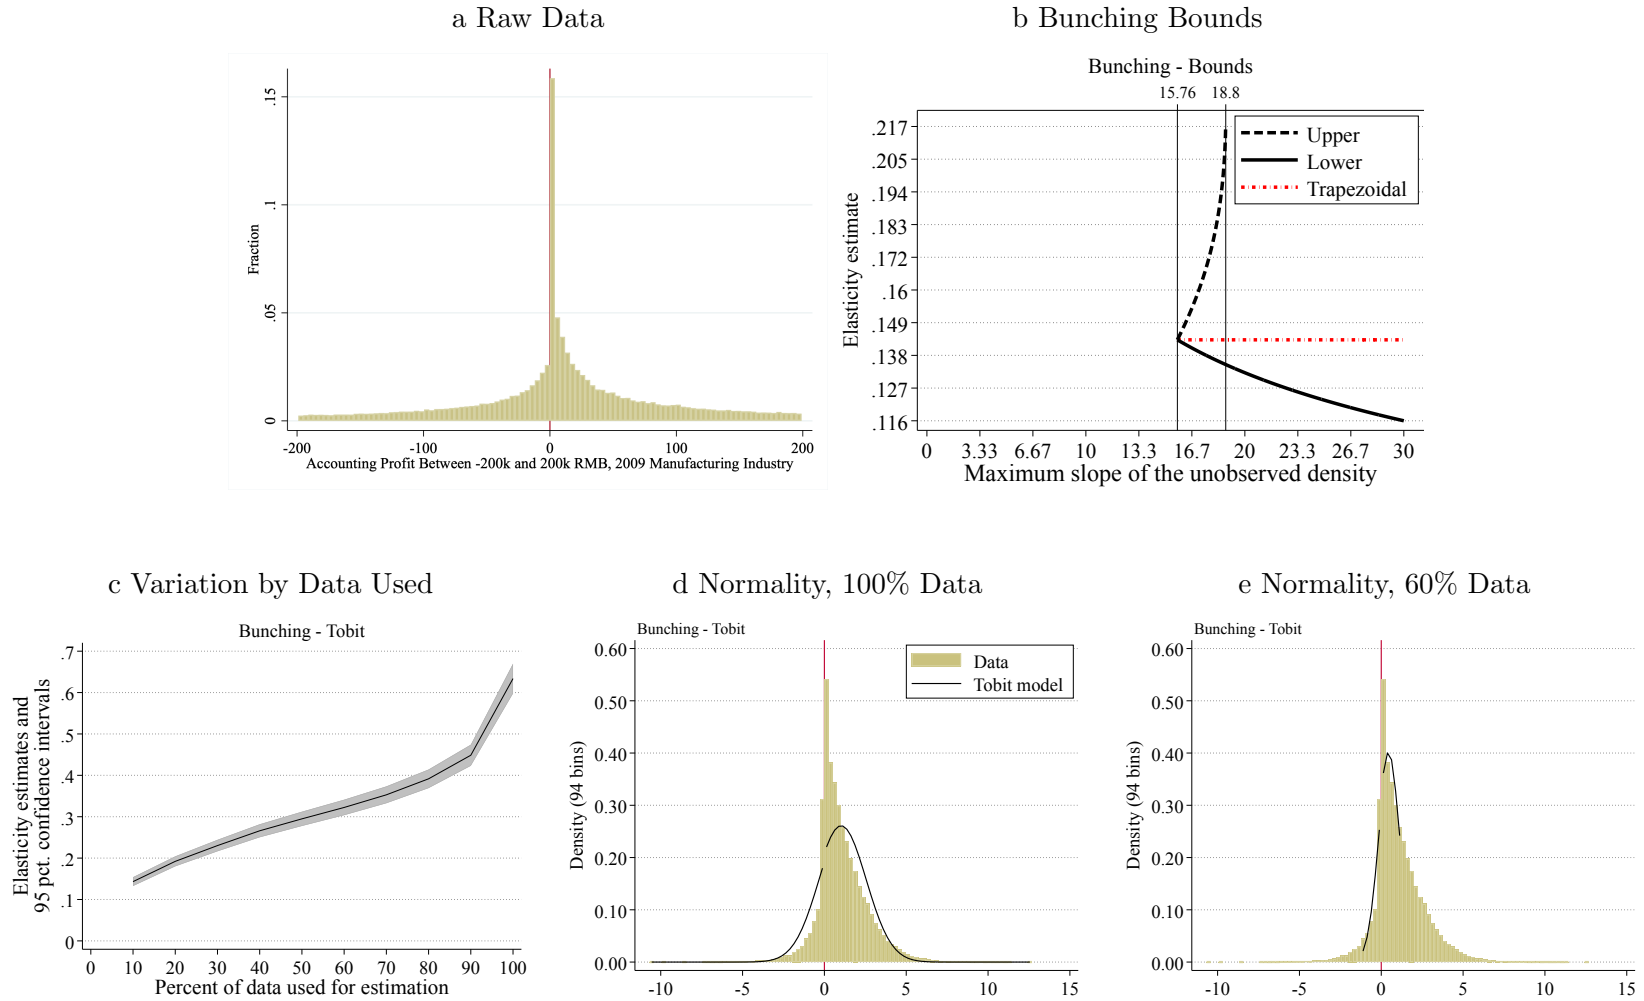 a Raw Data
Fraction
.15
.1
.05
0
-200
-100
0
100
200
Accounting Profit Between -200k and 200k RMB, 2009 Manufacturing Industry
b Bunching Bounds
Bunching - Bounds
15.76 18.8
Elasticity estimate
.217
.205
.194
.183
.172
.16
.149
.138
.127
.116
Upper
Lower
Trapezoidal
0 3.33 6.67 10 13.3 16.7 20 23.3 26.7 30
Maximum slope of the unobserved density
c Variation by Data Used
Bunching - Tobit
Elasticity estimates and
95 pct. confidence intervals
.7
.6
.5
.4
.3
.2
.1
0
0 10 20 30 40 50 60 70 80 90 100
Percent of data used for estimation
d Normality, 100% Data
Bunching - Tobit
Density (94 bins)
0.60
0.50
0.40
0.30
0.20
0.10
0.00
Data
Tobit model
-10 -5 0 5 10 15
e Normality, 60% Data
Bunching - Tobit
Density (94 bins)
0.60
0.50
0.40
0.30
0.20
0.10
0.00
-10 -5 0 5 10 15